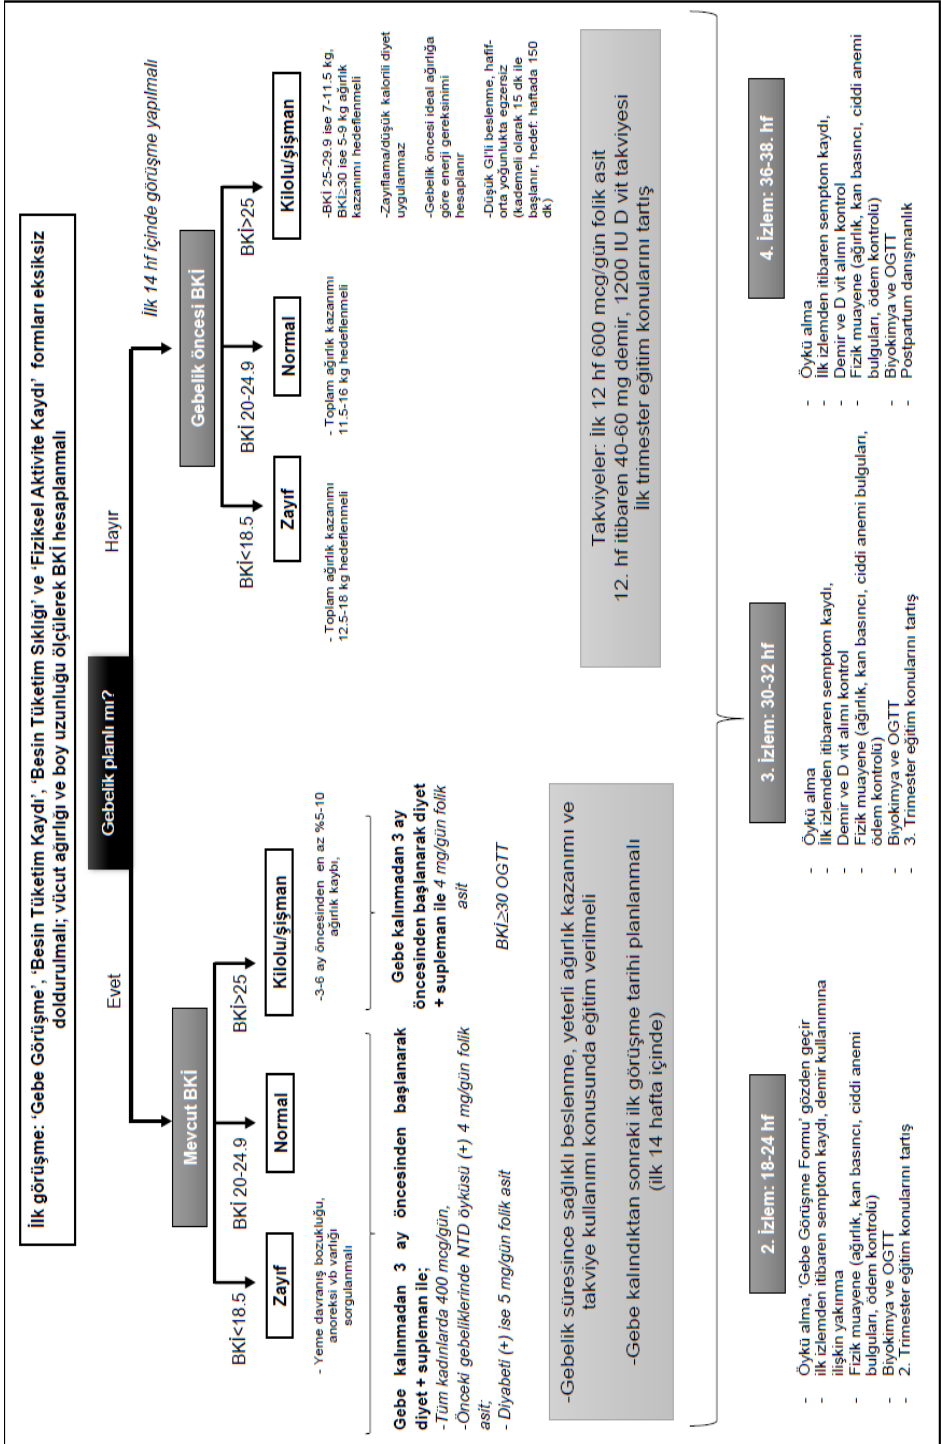 İlk görüşme: 'Gebe Görüşme', 'Besin Tüketim Kaydı', 'Besin Tüketim Sıklığı' ve 'Fiziksel Aktivite Kaydı' formları eksiksiz
doldurulmalı; vücut ağırlığı ve boy uzunluğu ölçülerek BKİ hesaplanmalı
Gebelik planlı mı?
Evet
Hayır
İlk 14 hf içinde görüşme yapılmalı
Mevcut BKİ
BKİ<18.5
BKİ 20-24.9
BKİ>25
Zayıf
Normal
Kilolu/şişman
- Yeme davranış bozukluğu,
anoreksi vb varlığı
sorgulanmalı
-3-6 ay öncesinden en az %5-10
ağırlık kaybı,
Gebe kalınmadan 3 ay öncesinden başlanarak
diyet + supleman ile;
-Tüm kadınlarda 400 mcg/gün,
-Önceki gebeliklerinde NTD öyküsü (+) 4 mg/gün folik
asit;
- Diyabeti (+) ise 5 mg/gün folik asit
Gebe kalınmadan 3 ay
öncesinden başlanarak diyet
+ supleman ile 4 mg/gün folik
asit
BKİ≥30 OGTT
-Gebelik süresince sağlıklı beslenme, yeterli ağırlık kazanımı ve
takviye kullanımı konusunda eğitim verilmeli
-Gebe kalındıktan sonraki ilk görüşme tarihi planlanmalı
(ilk 14 hafta içinde)
Gebelik öncesi BKİ
BKİ<18.5
BKİ 20-24.9
BKİ>25
Zayıf
Normal
Kilolu/şişman
- Toplam ağırlık kazanımı
12.5-18 kg hedeflenmeli
- Toplam ağırlık kazanımı
11.5-16 kg hedeflenmeli
-BKİ 25-29.9 ise 7-11.5 kg,
BKİ≥30 ise 5-9 kg ağırlık
kazanımı hedeflenmeli
-Zayıflama/düşük kalorili diyet
uygulanmaz
-Gebelik öncesi ideal ağırlığa
göre enerji gereksinimi
hesaplanır
-Düşük GI'li beslenme, hafif-
orta yoğunlukta egzersiz
(kademeli olarak 15 dk ile
başlanır, hedef: haftada 150
dk)
Takviyeler: İlk 12 hf 600 mcg/gün folik asit
12. hf itibaren 40-60 mg demir, 1200 IU D vit takviyesi
İlk trimester eğitim konularını tartış
2. İzlem: 18-24 hf
- Öykü alma, 'Gebe Görüşme Formu' gözden geçir
- ilk izlemden itibaren semptom kaydı, demir kullanımına
ilişkin yakınma
- Fizik muayene (ağırlık, kan basıncı, ciddi anemi
bulguları, ödem kontrolü)
- Biyokimya ve OGTT
- 2. Trimester eğitim konularını tartış
3. İzlem: 30-32 hf
- Öykü alma
- İlk izlemden itibaren semptom kaydı,
- Demir ve D vit alımı kontrol
- Fizik muayene (ağırlık, kan basıncı, ciddi anemi bulguları,
ödem kontrolü)
- Biyokimya ve OGTT
- 3. Trimester eğitim konularını tartış
4. İzlem: 36-38. hf
- Öykü alma
- İlk izlemden itibaren semptom kaydı,
- Demir ve D vit alımı kontrol
- Fizik muayene (ağırlık, kan basıncı, ciddi anemi
bulguları, ödem kontrolü)
- Biyokimya ve OGTT
- Postpartum danışmanlık